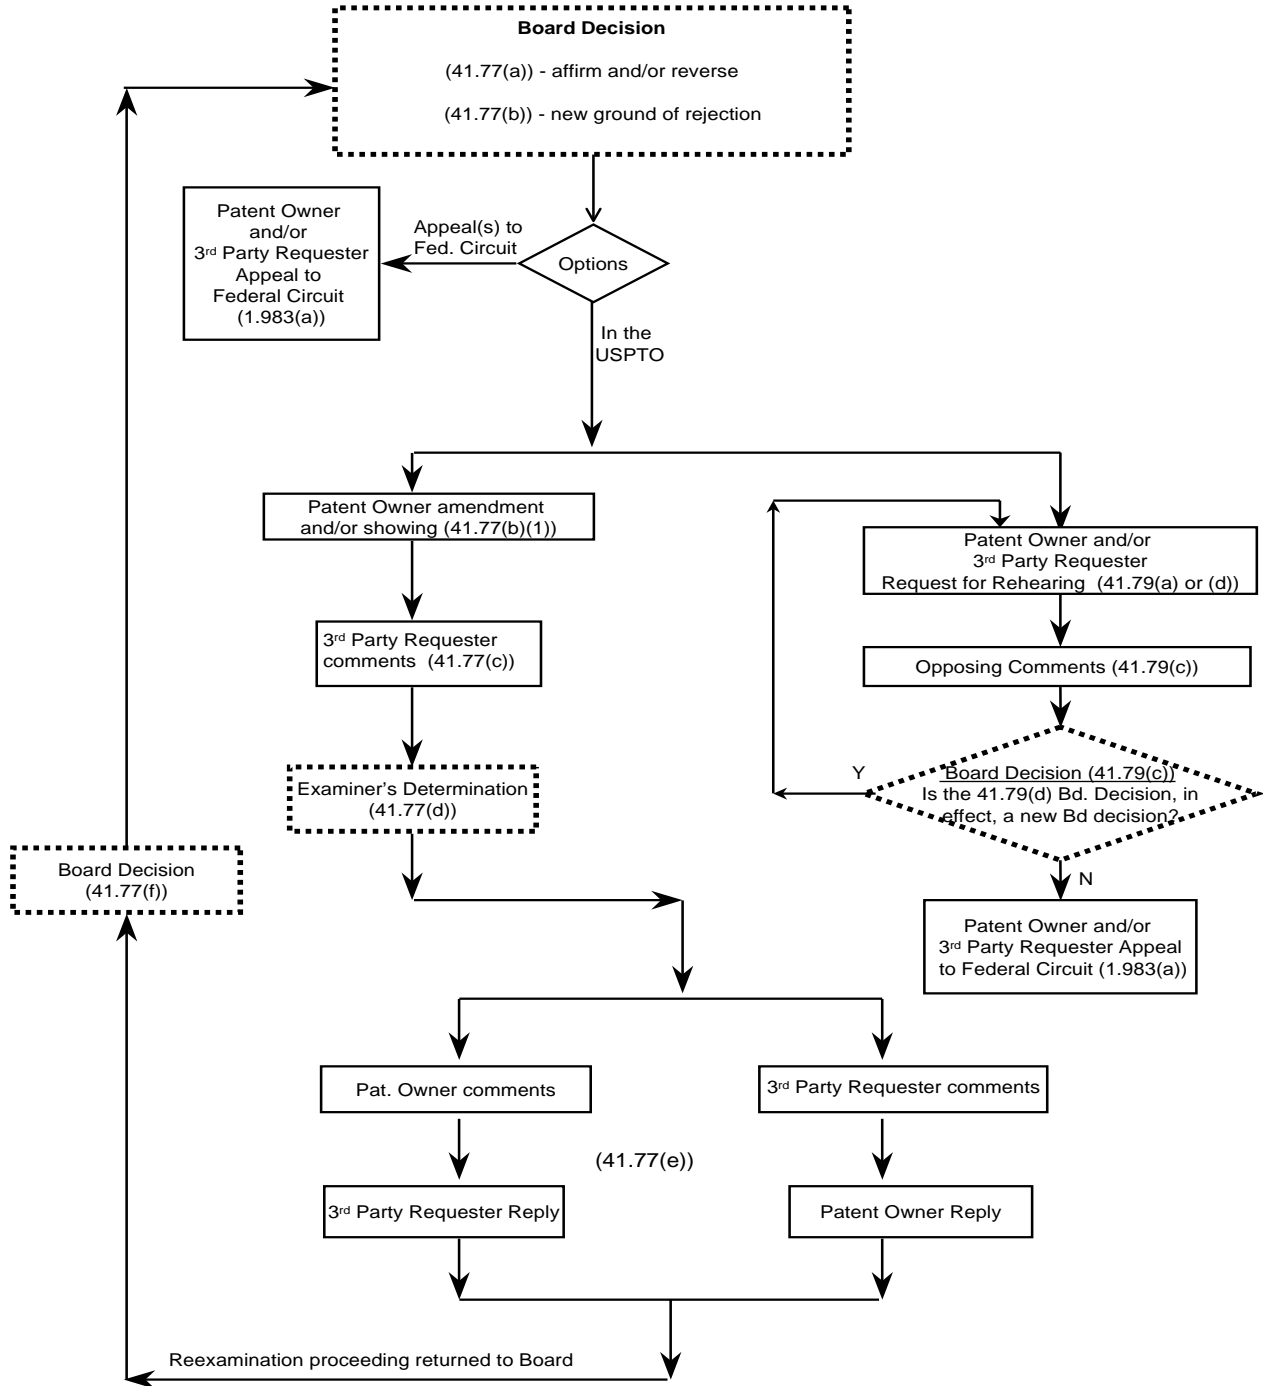 Board Decision
(41.77(a)) - affirm and/or reverse
(41.77(b)) - new ground of rejection
Patent Owner
and/or
3rd Party Requester
Appeal to
Federal Circuit
(1.983(a))
Appeal(s) to
Fed. Circuit
Options
In the
USPTO
Patent Owner amendment
and/or showing (41.77(b)(1))
Patent Owner and/or
3rd Party Requester
Request for Rehearing (41.79(a) or (d))
3rd Party Requester
comments (41.77(c))
Opposing Comments (41.79(c))
Examiner's Determination
(41.77(d))
Y
Board Decision (41.79(c))
Is the 41.79(d) Bd. Decision, in
effect, a new Bd decision?
N
Board Decision
(41.77(f))
Patent Owner and/or
3rd Party Requester Appeal
to Federal Circuit (1.983(a))
Pat. Owner comments
3rd Party Requester comments
(41.77(e))
3rd Party Requester Reply
Patent Owner Reply
Reexamination proceeding returned to Board